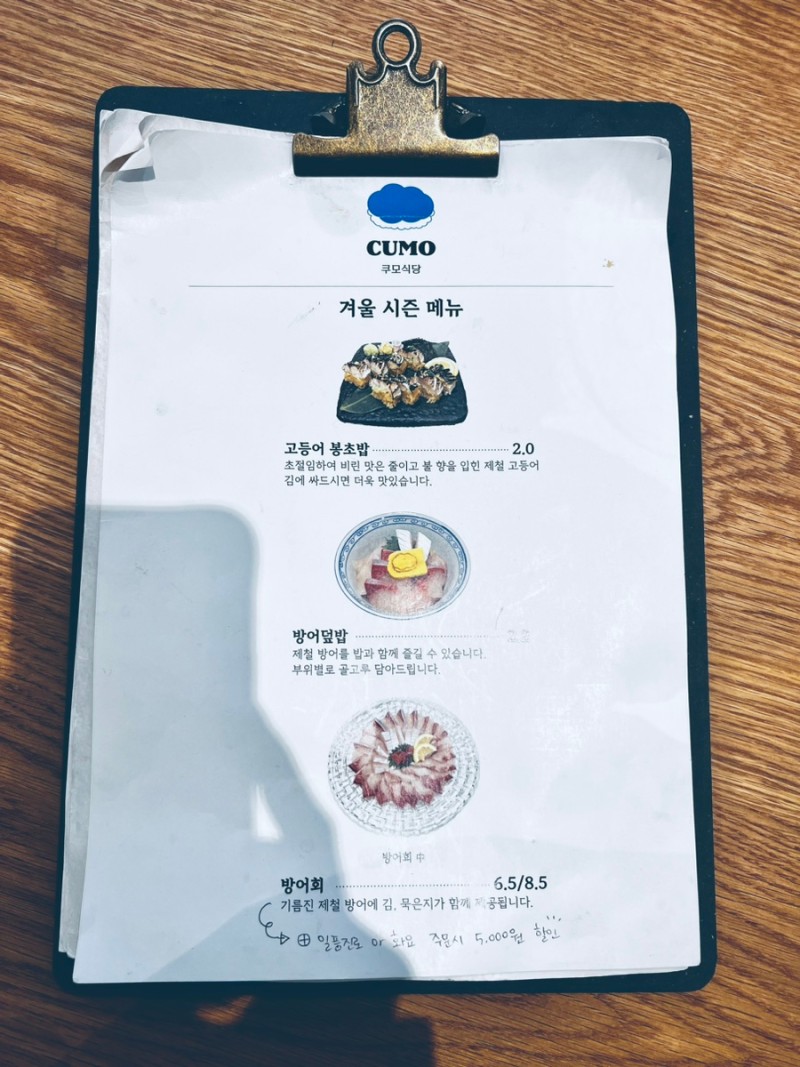 CUMO
쿠모식당
겨울 시즌 메뉴
고등어 봉초밥 2.0
초절임하여 비린 맛은 줄이고 불 향을 입힌 제철 고등어
김에 싸드시면 더욱 맛있습니다.
방어덮밥
제철 방어를 밥과 함께 즐길 수 있습니다.
부위별로 골고루 담아드립니다.
방어회 中
방어회 6.5/8.5
기름진 제철 방어에 김, 묵은지가 함께 제공됩니다.
⊕ 일품진로 or 화요 주문시 5,000원 할인